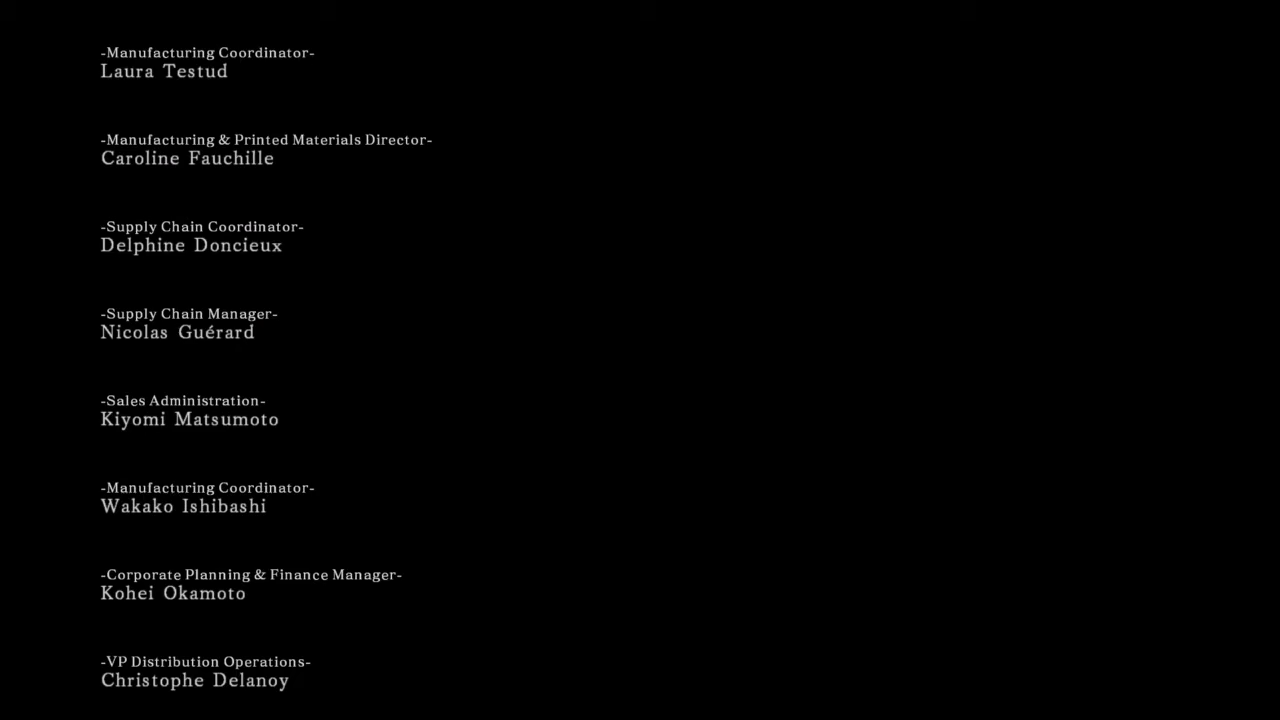 -Manufacturing Coordinator-
Laura Testud
-Manufacturing & Printed Materials Director-
Caroline Fauchille
-Supply Chain Coordinator-
Delphine Doncieux
-Supply Chain Manager-
Nicolas Guérard
-Sales Administration-
Kiyomi Matsumoto
-Manufacturing Coordinator-
Wakako Ishibashi
-Corporate Planning & Finance Manager-
Kohei Okamoto
-VP Distribution Operations-
Christophe Delanoy